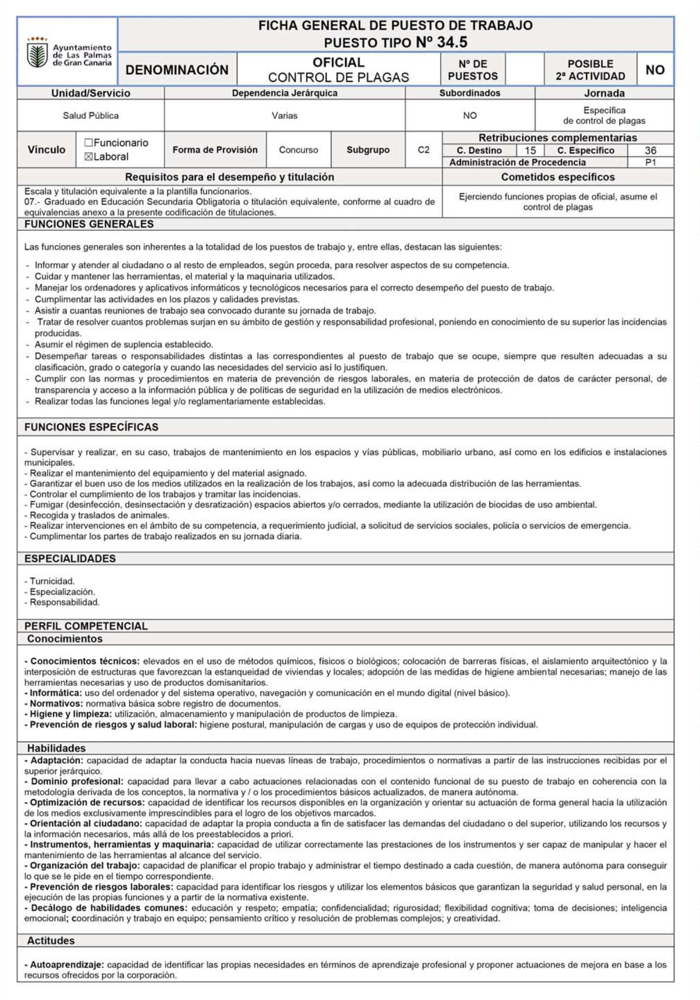 FICHA GENERAL DE PUESTO DE TRABAJO
PUESTO TIPO Nº 34.5
Ayuntamiento
de Las Palmas
de Gran Canaria
DENOMINACIÓN
OFICIAL
CONTROL DE PLAGAS
Nº DE
PUESTOS
POSIBLE
2ª ACTIVIDAD
NO
Unidad/Servicio
Dependencia Jerárquica
Subordinados
Jornada
Salud Pública
Varias
NO
Específica
de control de plagas
Vínculo
☐Funcionario
☒Laboral
Forma de Provisión
Concurso
Subgrupo
C2
Retribuciones complementarias
C. Destino
15
C. Específico
36
Administración de Procedencia
P1
Requisitos para el desempeño y titulación
Cometidos específicos
Escala y titulación equivalente a la plantilla funcionarios.
07.- Graduado en Educación Secundaria Obligatoria o titulación equivalente, conforme al cuadro de
equivalencias anexo a la presente codificación de titulaciones.
Ejerciendo funciones propias de oficial, asume el
control de plagas
FUNCIONES GENERALES
Las funciones generales son inherentes a la totalidad de los puestos de trabajo y, entre ellas, destacan las siguientes:
- Informar y atender al ciudadano o al resto de empleados, según proceda, para resolver aspectos de su competencia.
- Cuidar y mantener las herramientas, el material y la maquinaria utilizados.
- Manejar los ordenadores y aplicativos informáticos y tecnológicos necesarios para el correcto desempeño del puesto de trabajo.
- Cumplimentar las actividades en los plazos y calidades previstas.
- Asistir a cuantas reuniones de trabajo sea convocado durante su jornada de trabajo.
- Tratar de resolver cuantos problemas surjan en su ámbito de gestión y responsabilidad profesional, poniendo en conocimiento de su superior las incidencias
producidas.
- Asumir el régimen de suplencia establecido.
- Desempeñar tareas o responsabilidades distintas a las correspondientes al puesto de trabajo que se ocupe, siempre que resulten adecuadas a su
clasificación, grado o categoría y cuando las necesidades del servicio así lo justifiquen.
- Cumplir con las normas y procedimientos en materia de prevención de riesgos laborales, en materia de protección de datos de carácter personal, de
transparencia y acceso a la información pública y de políticas de seguridad en la utilización de medios electrónicos.
- Realizar todas las funciones legal y/o reglamentariamente establecidas.
FUNCIONES ESPECÍFICAS
- Supervisar y realizar, en su caso, trabajos de mantenimiento en los espacios y vías públicas, mobiliario urbano, así como en los edificios e instalaciones
municipales.
- Realizar el mantenimiento del equipamiento y del material asignado.
- Garantizar el buen uso de los medios utilizados en la realización de los trabajos, así como la adecuada distribución de las herramientas.
- Controlar el cumplimiento de los trabajos y tramitar las incidencias.
- Fumigar (desinfección, desinsectación y desratización) espacios abiertos y/o cerrados, mediante la utilización de biocidas de uso ambiental.
- Recogida y traslados de animales.
- Realizar intervenciones en el ámbito de su competencia, a requerimiento judicial, a solicitud de servicios sociales, policía o servicios de emergencia.
- Cumplimentar los partes de trabajo realizados en su jornada diaria.
ESPECIALIDADES
- Turnicidad.
- Especialización.
- Responsabilidad.
PERFIL COMPETENCIAL
Conocimientos
- Conocimientos técnicos: elevados en el uso de métodos químicos, físicos o biológicos; colocación de barreras físicas, el aislamiento arquitectónico y la
interposición de estructuras que favorezcan la estanqueidad de viviendas y locales; adopción de las medidas de higiene ambiental necesarias; manejo de las
herramientas necesarias y uso de productos domisanitarios.
- Informática: uso del ordenador y del sistema operativo, navegación y comunicación en el mundo digital (nivel básico).
- Normativos: normativa básica sobre registro de documentos.
- Higiene y limpieza: utilización, almacenamiento y manipulación de productos de limpieza.
- Prevención de riesgos y salud laboral: higiene postural, manipulación de cargas y uso de equipos de protección individual.
Habilidades
- Adaptación: capacidad de adaptar la conducta hacia nuevas líneas de trabajo, procedimientos o normativas a partir de las instrucciones recibidas por el
superior jerárquico.
- Dominio profesional: capacidad para llevar a cabo actuaciones relacionadas con el contenido funcional de su puesto de trabajo en coherencia con la
metodología derivada de los conceptos, la normativa y / o los procedimientos básicos actualizados, de manera autónoma.
- Optimización de recursos: capacidad de identificar los recursos disponibles en la organización y orientar su actuación de forma general hacia la utilización
de los medios exclusivamente imprescindibles para el logro de los objetivos marcados.
- Orientación al ciudadano: capacidad de adaptar la propia conducta a fin de satisfacer las demandas del ciudadano o del superior, utilizando los recursos y
la información necesarios, más allá de los preestablecidos a priori.
- Instrumentos, herramientas y maquinaria: capacidad de utilizar correctamente las prestaciones de los instrumentos y ser capaz de manipular y hacer el
mantenimiento de las herramientas al alcance del servicio.
- Organización del trabajo: capacidad de planificar el propio trabajo y administrar el tiempo destinado a cada cuestión, de manera autónoma para conseguir
lo que se le pide en el tiempo correspondiente.
- Prevención de riesgos laborales: capacidad para identificar los riesgos y utilizar los elementos básicos que garantizan la seguridad y salud personal, en la
ejecución de las propias funciones y a partir de la normativa existente.
- Decálogo de habilidades comunes: educación y respeto; empatía; confidencialidad; rigurosidad; flexibilidad cognitiva; toma de decisiones; inteligencia
emocional; coordinación y trabajo en equipo; pensamiento crítico y resolución de problemas complejos; y creatividad.
Actitudes
- Autoaprendizaje: capacidad de identificar las propias necesidades en términos de aprendizaje profesional y proponer actuaciones de mejora en base a los
recursos ofrecidos por la corporación.